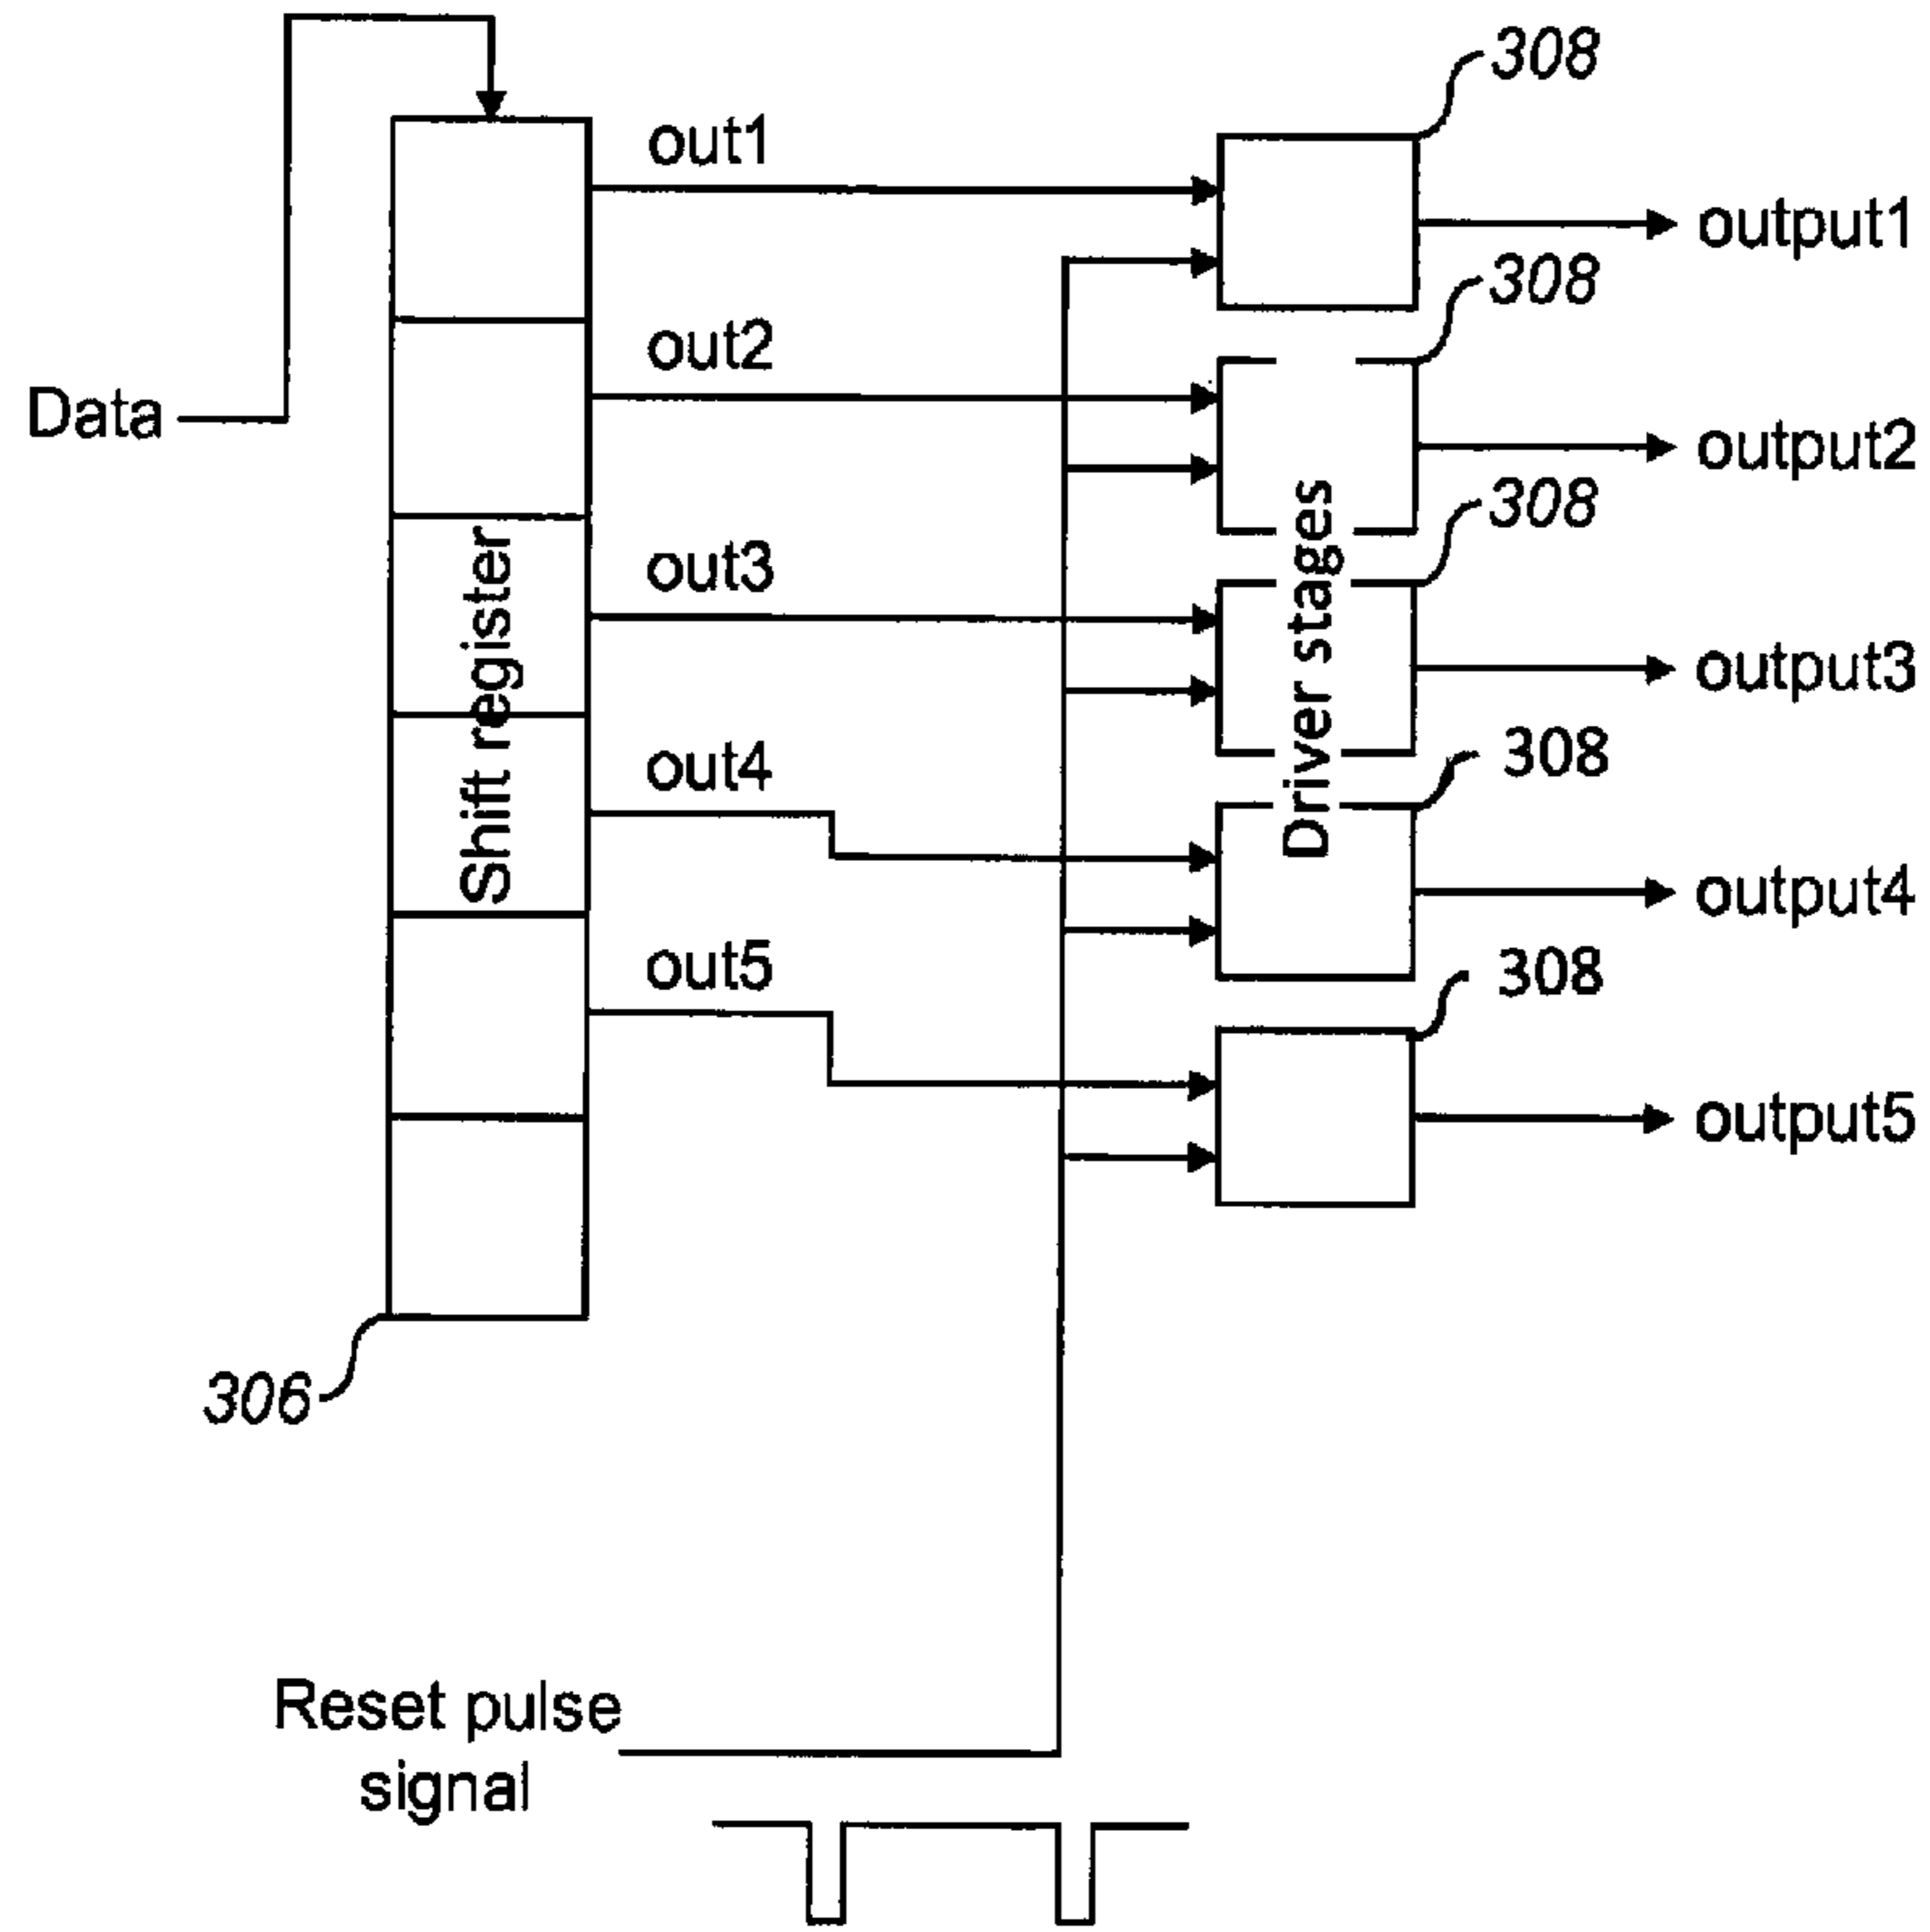 308
out1
output1
308
out2
Data
output2
308
Shift register
Driver stages
out3
output3
308
out4
output4
308
out5
output5
306
Reset pulse
signal